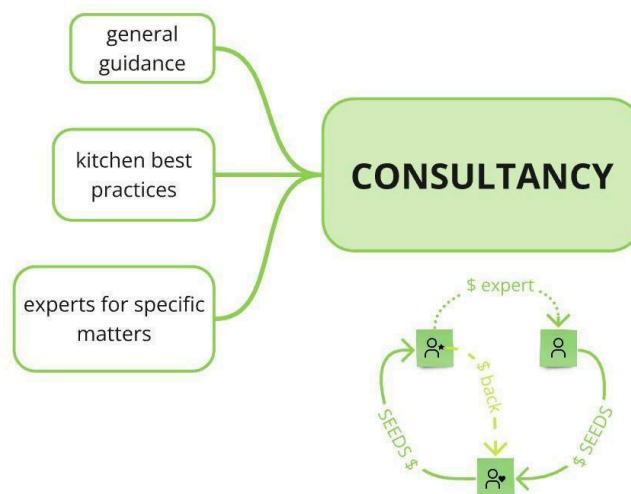 general
guidance
kitchen best
practices
experts for specific
matters
CONSULTANCY
$ expert
$ back
SEEDS $
$ SEEDS